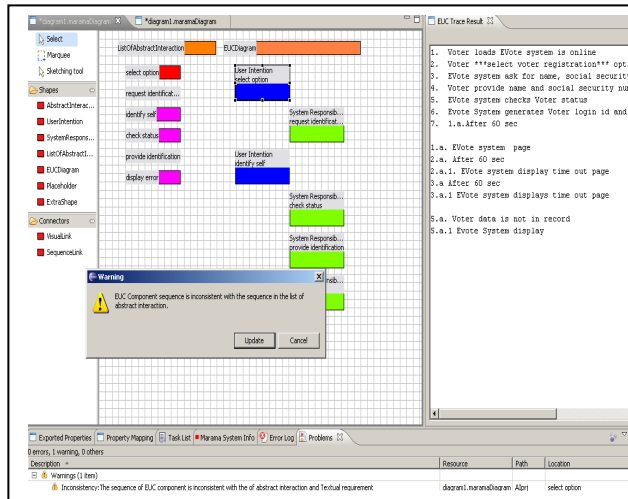 *diagram1.maramaDiagram
*diagram1.maramaDiagram
EUC Trace Result
Select
Marquee
Sketching tool
Shapes
AbstractInterac...
UserIntention
SystemRespons...
ListOfAbstractI...
EUCDiagram
Placeholder
ExtraShape
Connectors
VisualLink
SequenceLink
ListOfAbstractInteraction
EUCDiagram
select option
request identificat...
identify self
check status
provide identification
display error
User Intention
select option
System Responsib...
request identificat...
User Intention
identify self
System Responsib...
check status
System Responsib...
provide identification
nsib...
1. Voter loads EVote system is online
2. Voter ***select voter registration*** opti
3. EVote system ask for name, social security
4. Voter provide name and social security nu
5. EVote system checks Voter status
6. Evote System generates Voter login id and
7. 1.a.After 60 sec
1.a. EVote system page
2.a. After 60 sec
2.a.1. EVote system display time out page
3.a After 60 sec
3.a.1 EVote system displays time out page
5.a. Voter data is not in record
5.a.1 Evote System display
Warning
EUC Component sequence is inconsistent with the sequence in the list of
abstract interaction.
Update
Cancel
Exported Properties
Property Mapping
Task List
Marama System Info
Error Log
Problems
0 errors, 1 warning, 0 others
Description
Resource
Path
Location
Warnings (1 item)
Inconsistency:The sequence of EUC component is inconsistent with the of abstract interaction and Textual requirement
diagram1.maramaDiagram
AIprj
select option